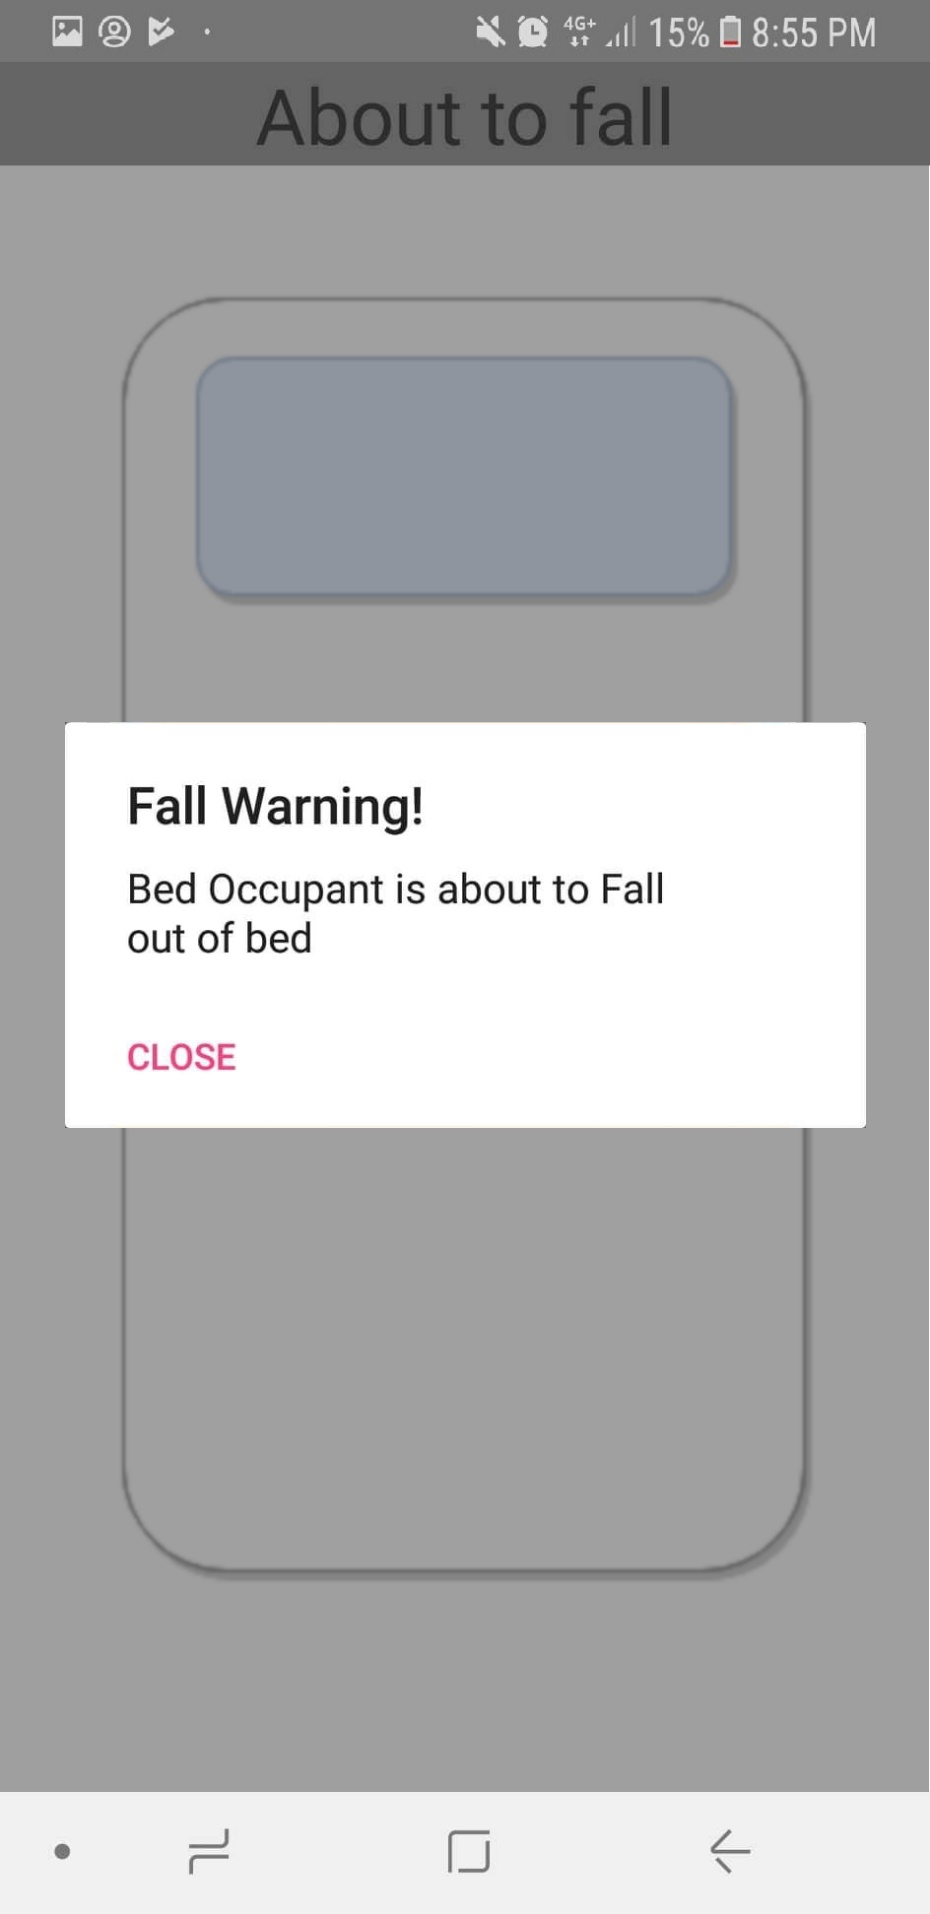 4G+ 15% 8:55 PM
About to fall
Fall Warning!
Bed Occupant is about to Fall
out of bed
CLOSE